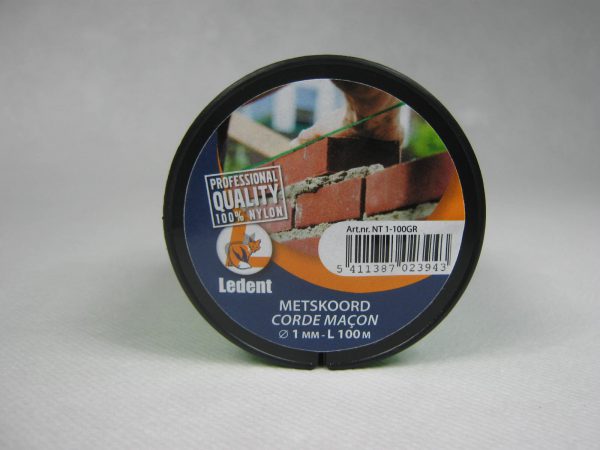 PROFESSIONAL
QUALITY
100% NYLON
Art.nr. NT 1-100GR
5 411387 023943
Ledent
METSKOORD
CORDE MAÇON
Ø 1 MM - L 100 M